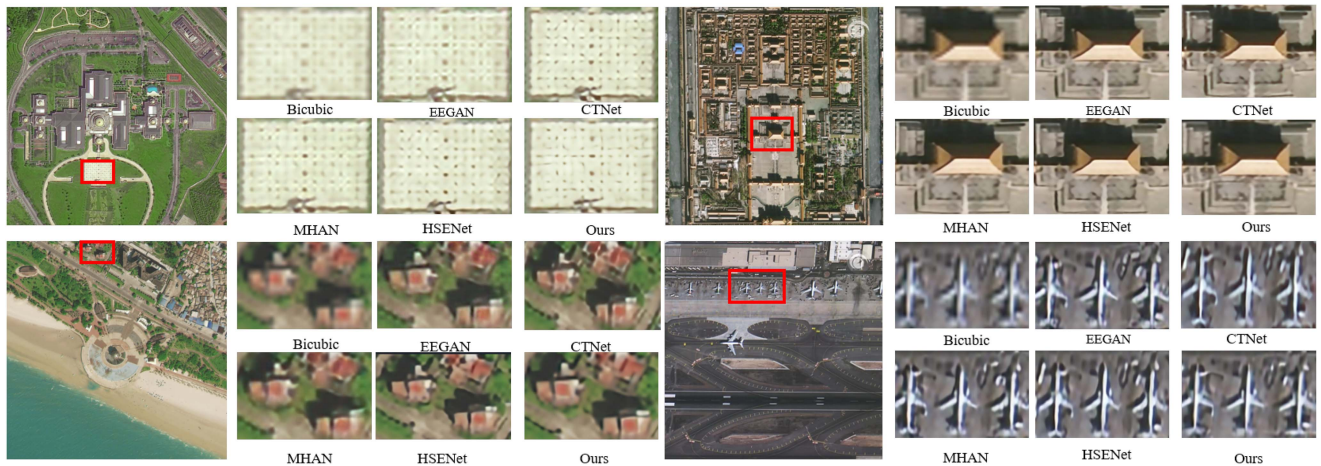 Bicubic
EEGAN
CTNet
MHAN
HSENet
Ours
Bicubic
EEGAN
CTNet
MHAN
HSENet
Ours
Bicubic
EEGAN
CTNet
MHAN
HSENet
Ours
Bicubic
EEGAN
CTNet
MHAN
HSENet
Ours